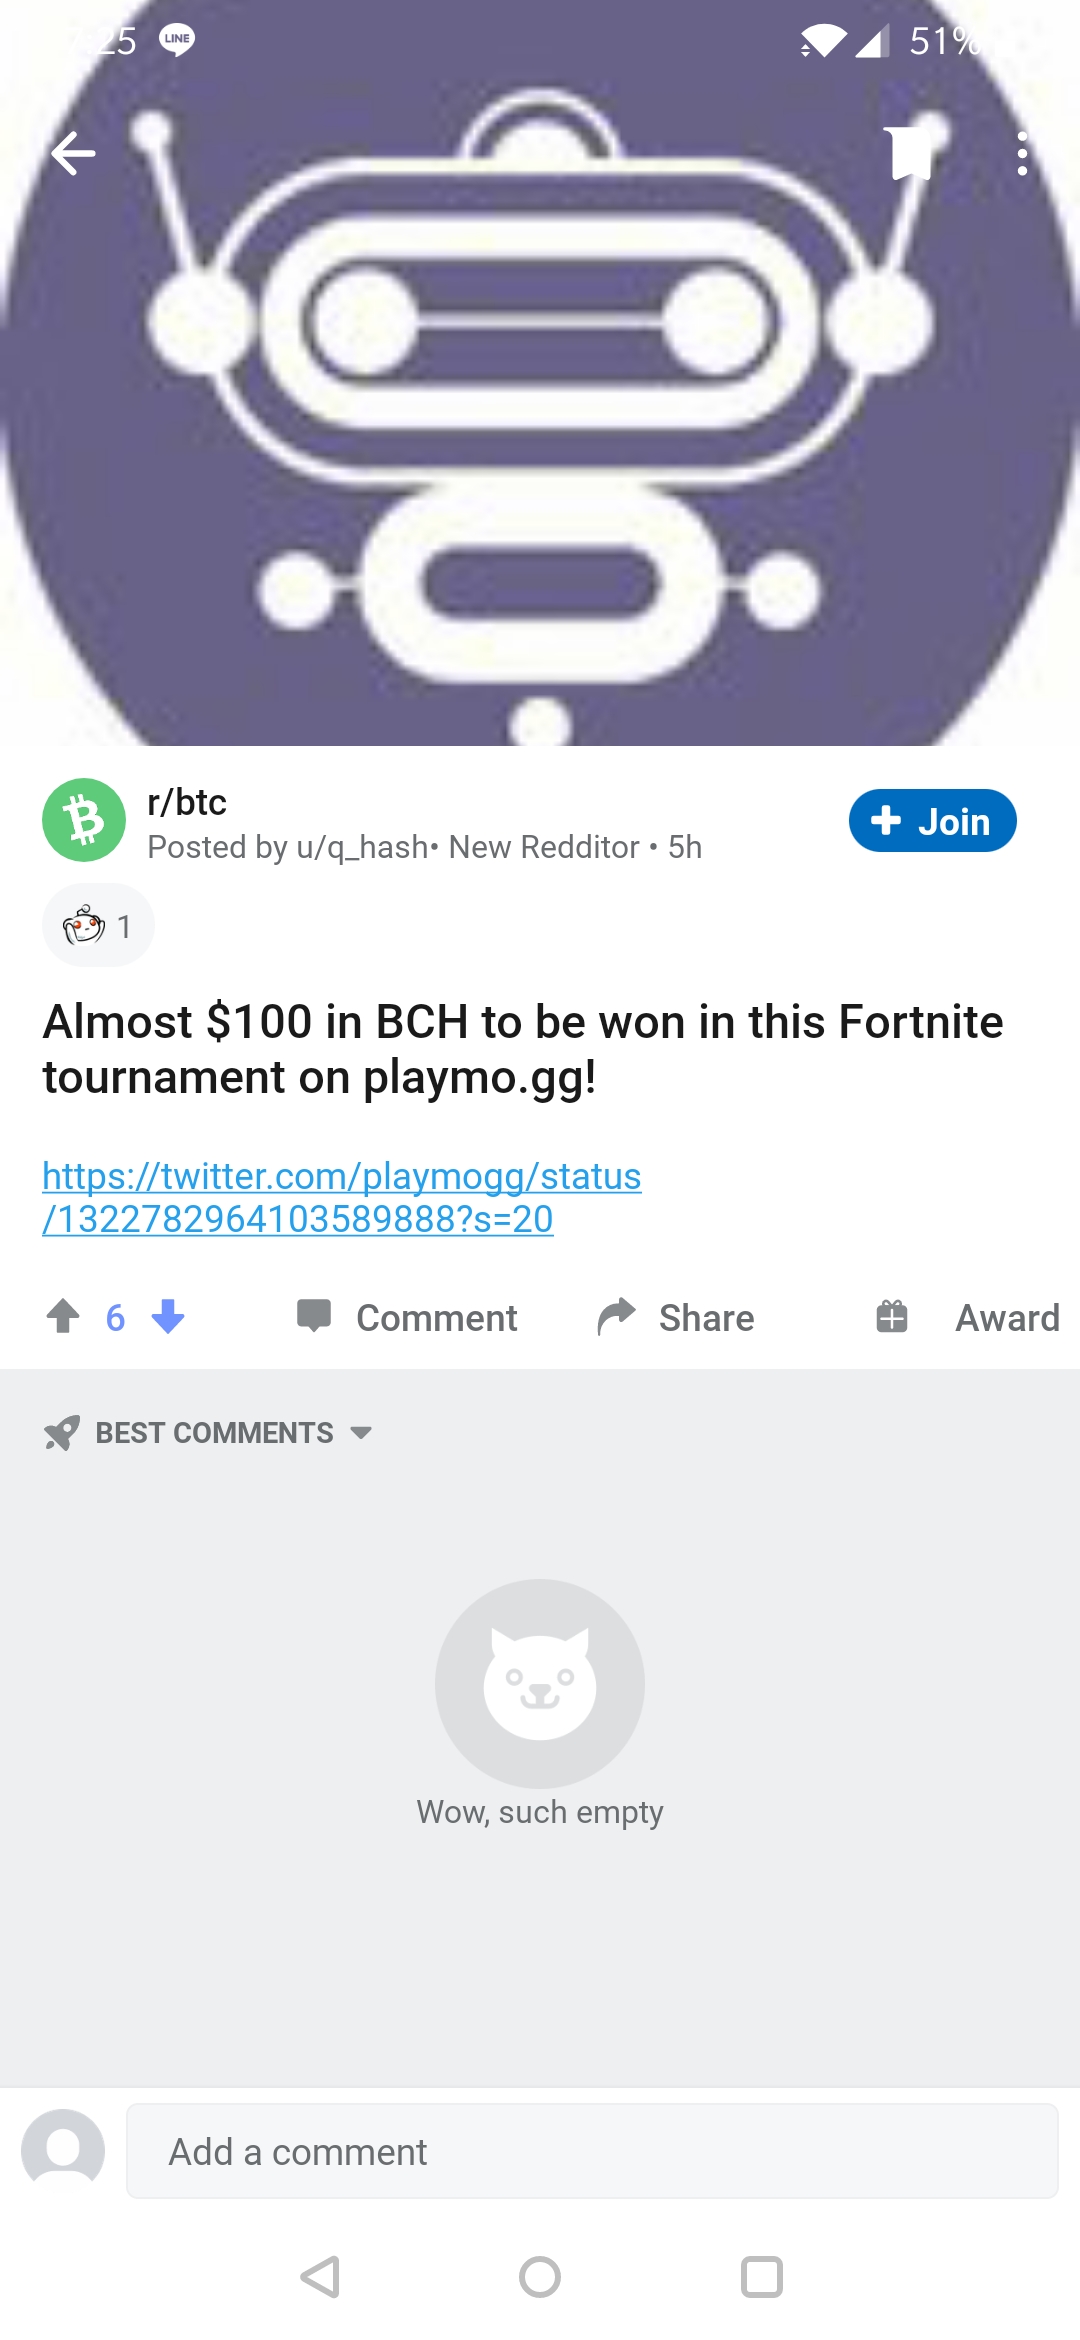 25
LINE
51%
r/btc
Posted by u/q_hash• New Redditor • 5h
+ Join
1
Almost $100 in BCH to be won in this Fortnite
tournament on playmo.gg!
https://twitter.com/playmogg/status
/1322782964103589888?s=20
6
Comment
Share
Award
BEST COMMENTS
Wow, such empty
Add a comment